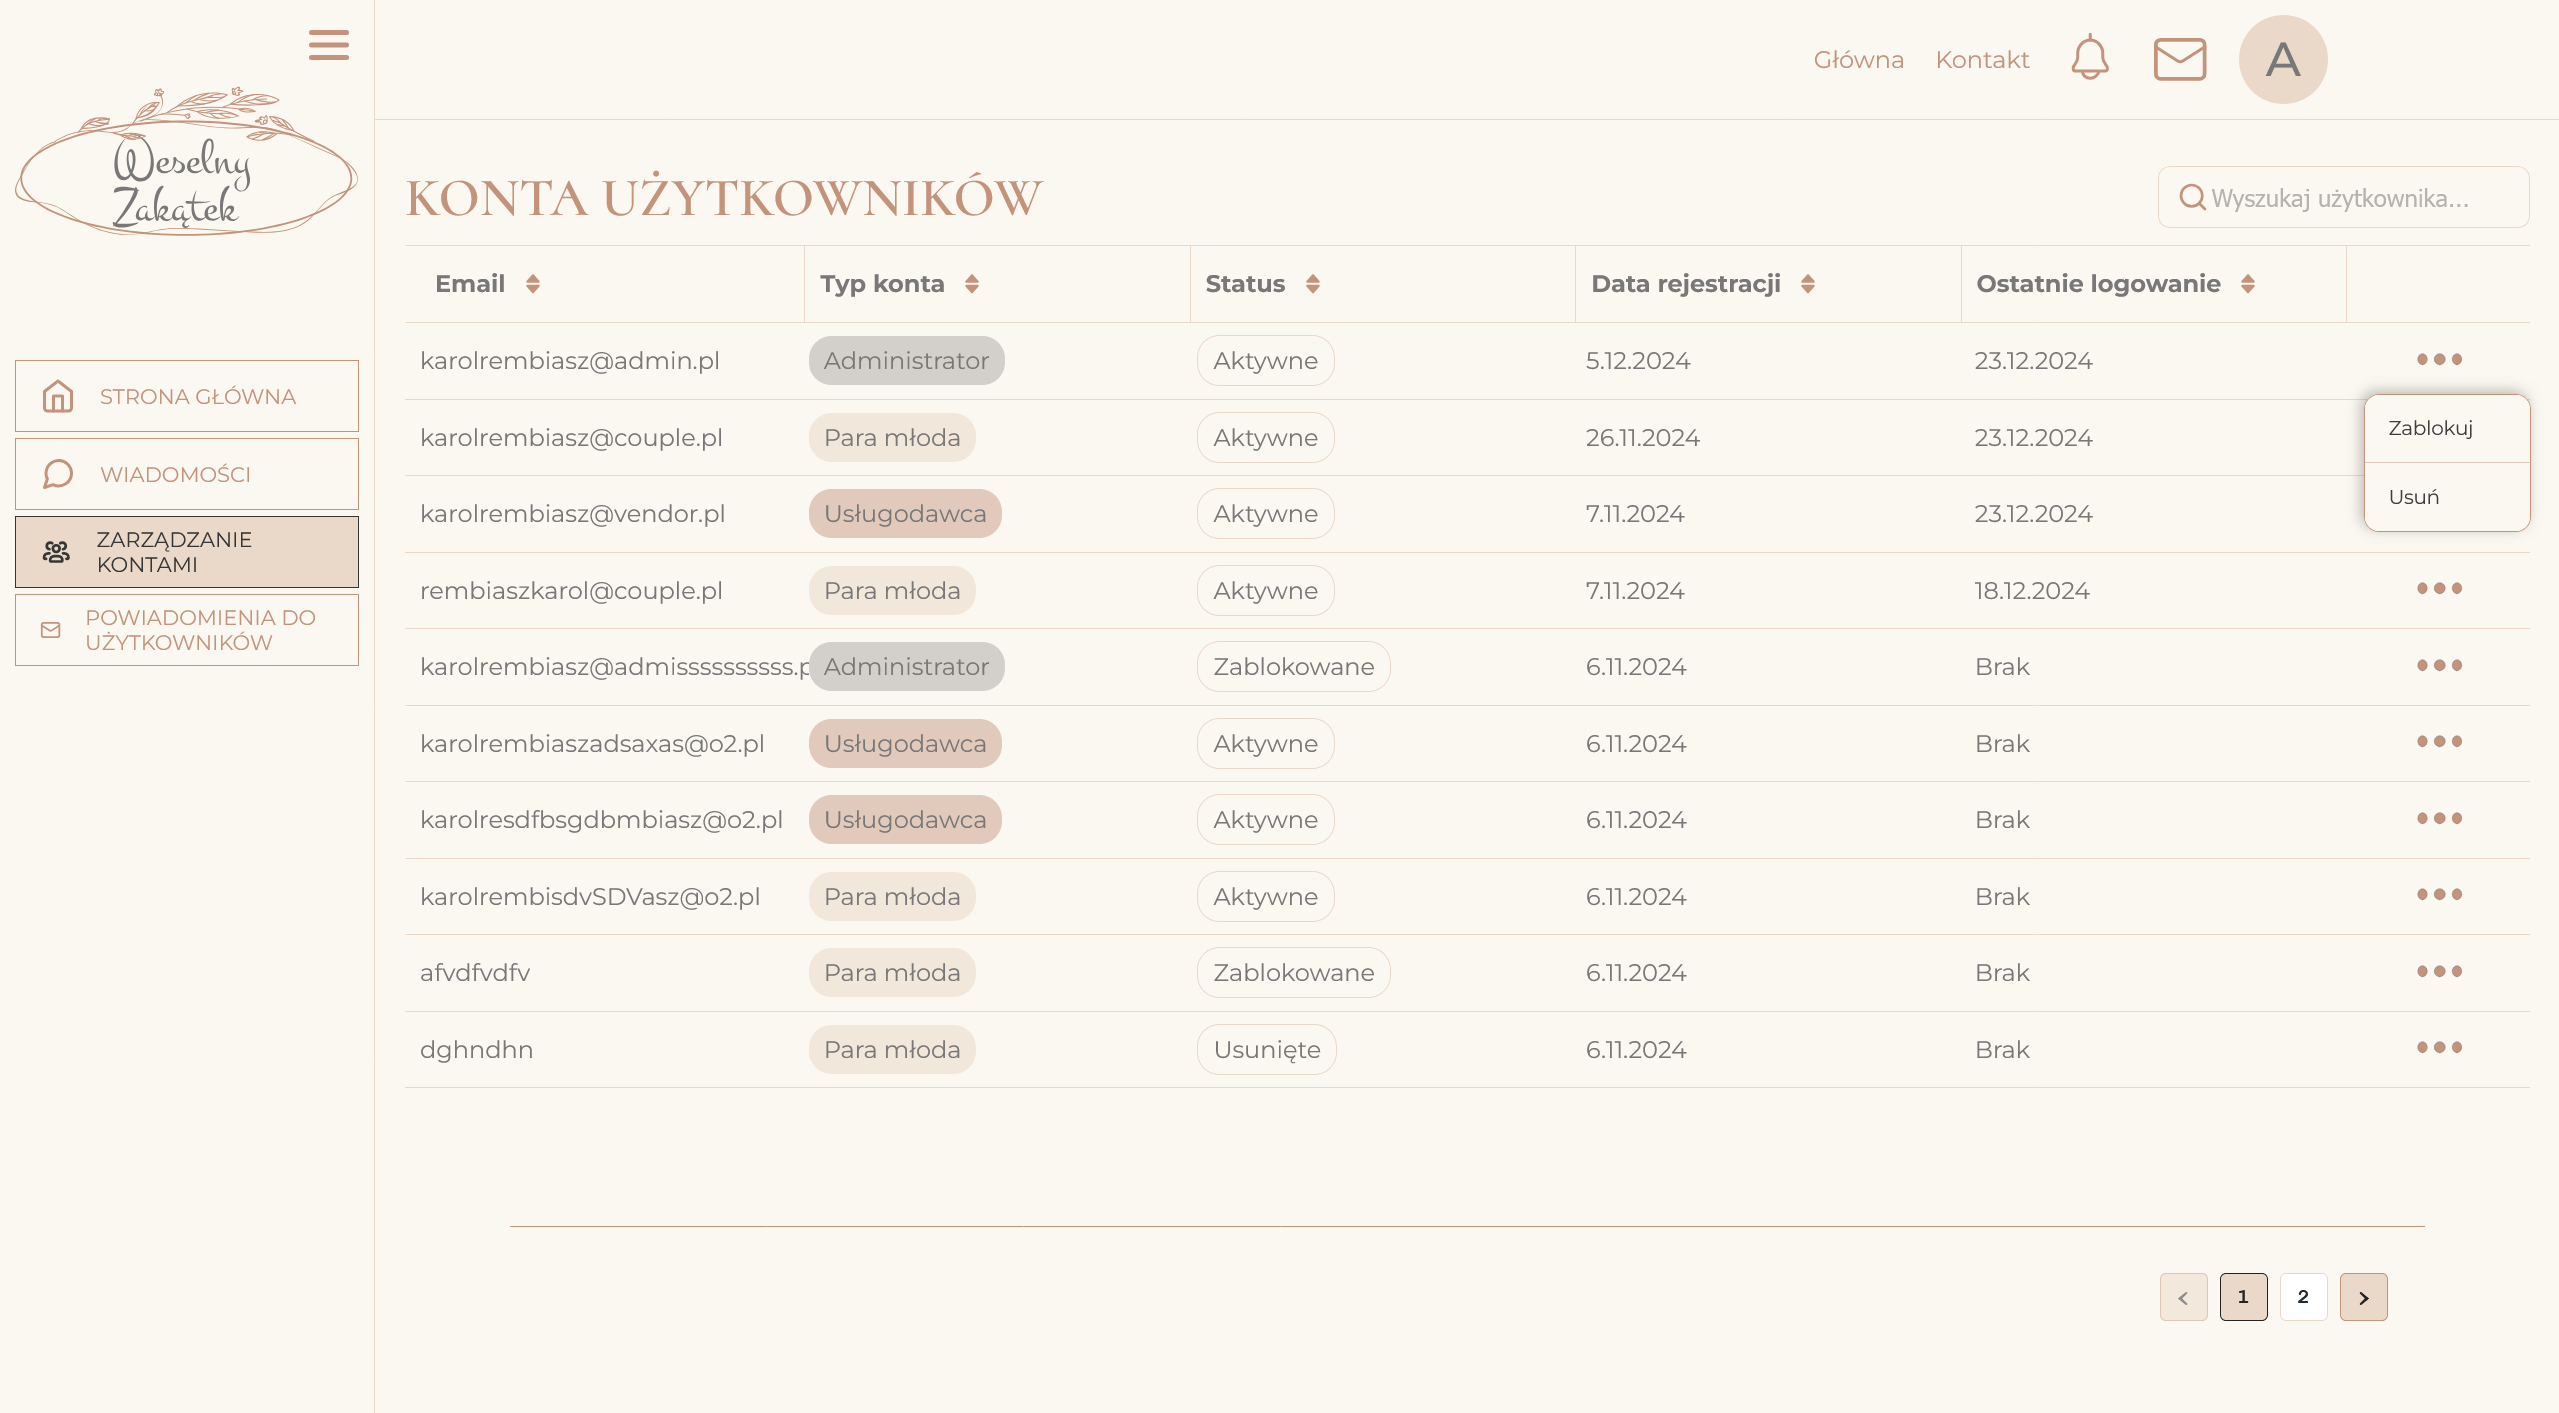 Główna Kontakt A
Weselny
Zakątek
STRONA GŁÓWNA
WIADOMOŚCI
ZARZĄDZANIE
KONTAMI
POWIADOMIENIA DO
UŻYTKOWNIKÓW
KONTA UŻYTKOWNIKÓW
Wyszukaj użytkownika...
Email Typ konta Status Data rejestracji Ostatnie logowanie
karolrembiasz@admin.pl Administrator Aktywne 5.12.2024 23.12.2024
karolrembiasz@couple.pl Para młoda Aktywne 26.11.2024 23.12.2024
Zablokuj
karolrembiasz@vendor.pl Usługodawca Aktywne 7.11.2024 23.12.2024
Usuń
rembiaszkarol@couple.pl Para młoda Aktywne 7.11.2024 18.12.2024
karolrembiasz@admissssssssss.p Administrator Zablokowane 6.11.2024 Brak
karolrembiaszadsaxas@o2.pl Usługodawca Aktywne 6.11.2024 Brak
karolresdfbsgdbmbiasz@o2.pl Usługodawca Aktywne 6.11.2024 Brak
karolrembisdvSDVasz@o2.pl Para młoda Aktywne 6.11.2024 Brak
afvdfvdfv Para młoda Zablokowane 6.11.2024 Brak
dghndhn Para młoda Usunięte 6.11.2024 Brak
< 1 2 >